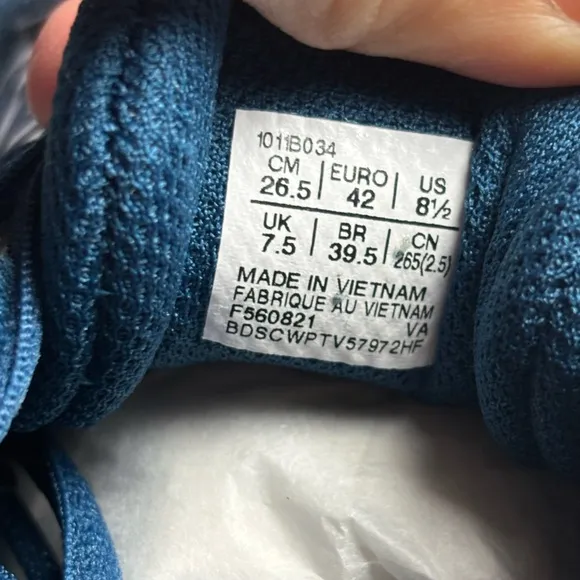 1011B034
CM | EURO | US
26.5 | 42 | 8½
UK | BR | CN
7.5 | 39.5 | 265(2.5)
MADE IN VIETNAM
FABRIQUE AU VIETNAM
F560821 VA
BDSCWPTV57972HF